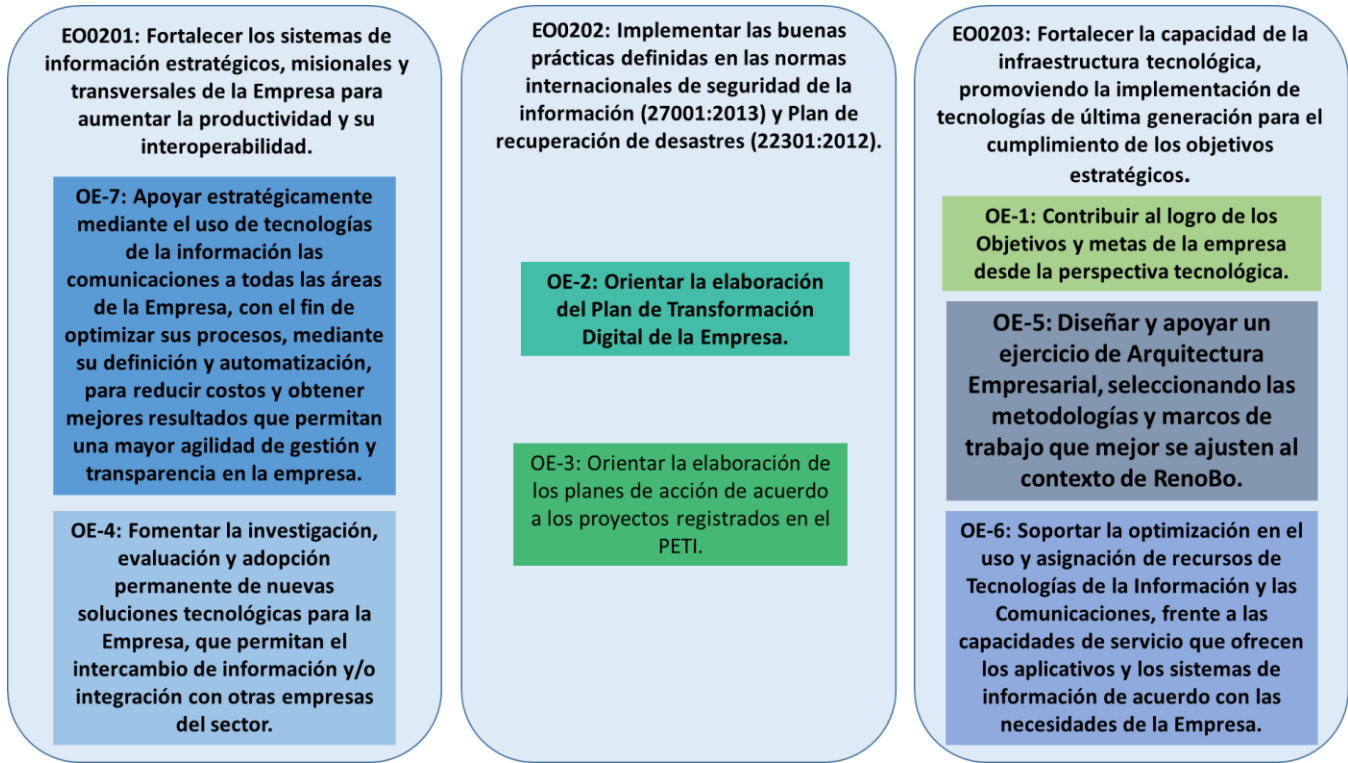 EO0201: Fortalecer los sistemas de
información estratégicos, misionales y
transversales de la Empresa para
aumentar la productividad y su
interoperabilidad.
OE-7: Apoyar estratégicamente
mediante el uso de tecnologías
de la información las
comunicaciones a todas las áreas
de la Empresa, con el fin de
optimizar sus procesos, mediante
su definición y automatización,
para reducir costos y obtener
mejores resultados que permitan
una mayor agilidad de gestión y
transparencia en la empresa.
OE-4: Fomentar la investigación,
evaluación y adopción
permanente de nuevas
soluciones tecnológicas para la
Empresa, que permitan el
intercambio de información y/o
integración con otras empresas
del sector.
EO0202: Implementar las buenas
prácticas definidas en las normas
internacionales de seguridad de la
información (27001:2013) y Plan de
recuperación de desastres (22301:2012).
OE-2: Orientar la elaboración
del Plan de Transformación
Digital de la Empresa.
OE-3: Orientar la elaboración de
los planes de acción de acuerdo
a los proyectos registrados en el
PETI.
EO0203: Fortalecer la capacidad de la
infraestructura tecnológica,
promoviendo la implementación de
tecnologías de última generación para el
cumplimiento de los objetivos
estratégicos.
OE-1: Contribuir al logro de los
Objetivos y metas de la empresa
desde la perspectiva tecnológica.
OE-5: Diseñar y apoyar un
ejercicio de Arquitectura
Empresarial, seleccionando las
metodologías y marcos de
trabajo que mejor se ajusten al
contexto de RenoBo.
OE-6: Soportar la optimización en el
uso y asignación de recursos de
Tecnologías de la Información y las
Comunicaciones, frente a las
capacidades de servicio que ofrecen
los aplicativos y los sistemas de
información de acuerdo con las
necesidades de la Empresa.